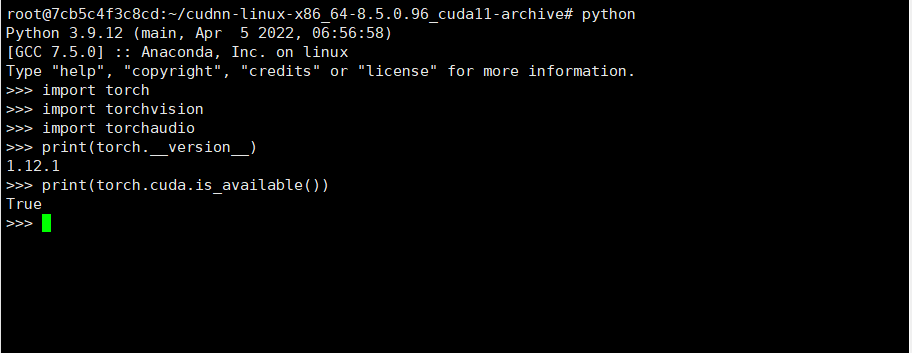 root@7cb5c4f3c8cd:~/cudnn-linux-x86_64-8.5.0.96_cuda11-archive# python
Python 3.9.12 (main, Apr  5 2022, 06:56:58)
[GCC 7.5.0] :: Anaconda, Inc. on linux
Type "help", "copyright", "credits" or "license" for more information.
>>> import torch
>>> import torchvision
>>> import torchaudio
>>> print(torch.__version__)
1.12.1
>>> print(torch.cuda.is_available())
True
>>>